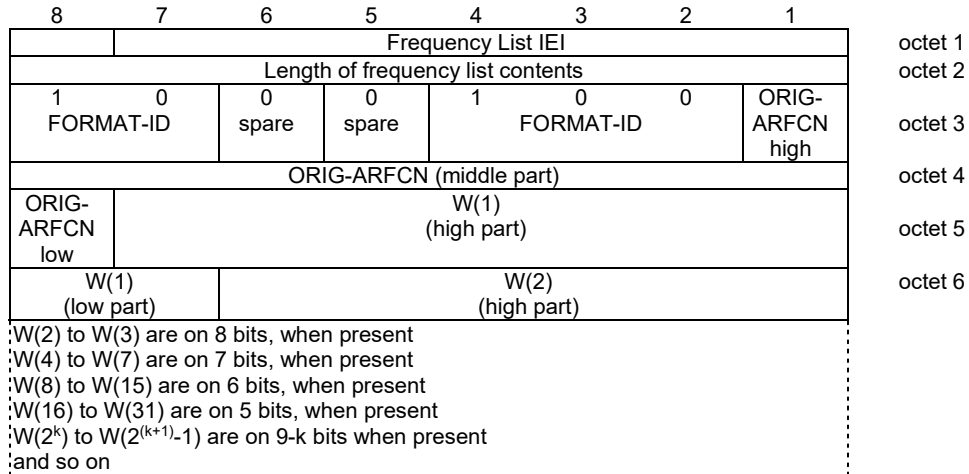 8 7 6 5 4 3 2 1
Frequency List IEI octet 1
Length of frequency list contents octet 2
1 0 0 0 1 0 0 ORIG-
FORMAT-ID spare spare FORMAT-ID ARFCN octet 3
high
ORIG-ARFCN (middle part) octet 4
ORIG- W(1)
ARFCN (high part) octet 5
low
W(1) W(2) octet 6
(low part) (high part)
W(2) to W(3) are on 8 bits, when present
W(4) to W(7) are on 7 bits, when present
W(8) to W(15) are on 6 bits, when present
W(16) to W(31) are on 5 bits, when present
W(2^k) to W(2^(k+1)-1) are on 9-k bits when present
and so on